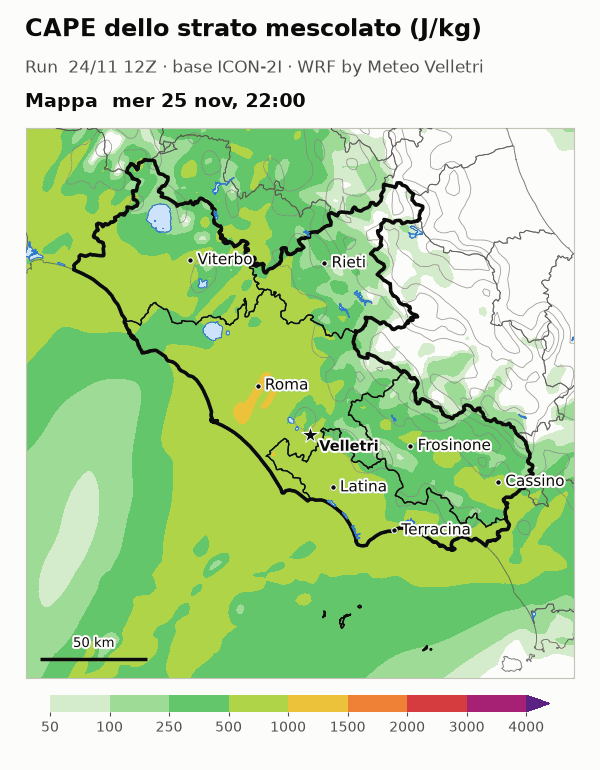 CAPE dello strato mescolato (J/kg)
Run  24/11 12Z · base ICON-2I · WRF by Meteo Velletri
Mappa  mer 25 nov, 22:00
Viterbo
Rieti
Roma
Velletri
Frosinone
Cassino
Latina
Terracina
50 km
50 100 250 500 1000 1500 2000 3000 4000